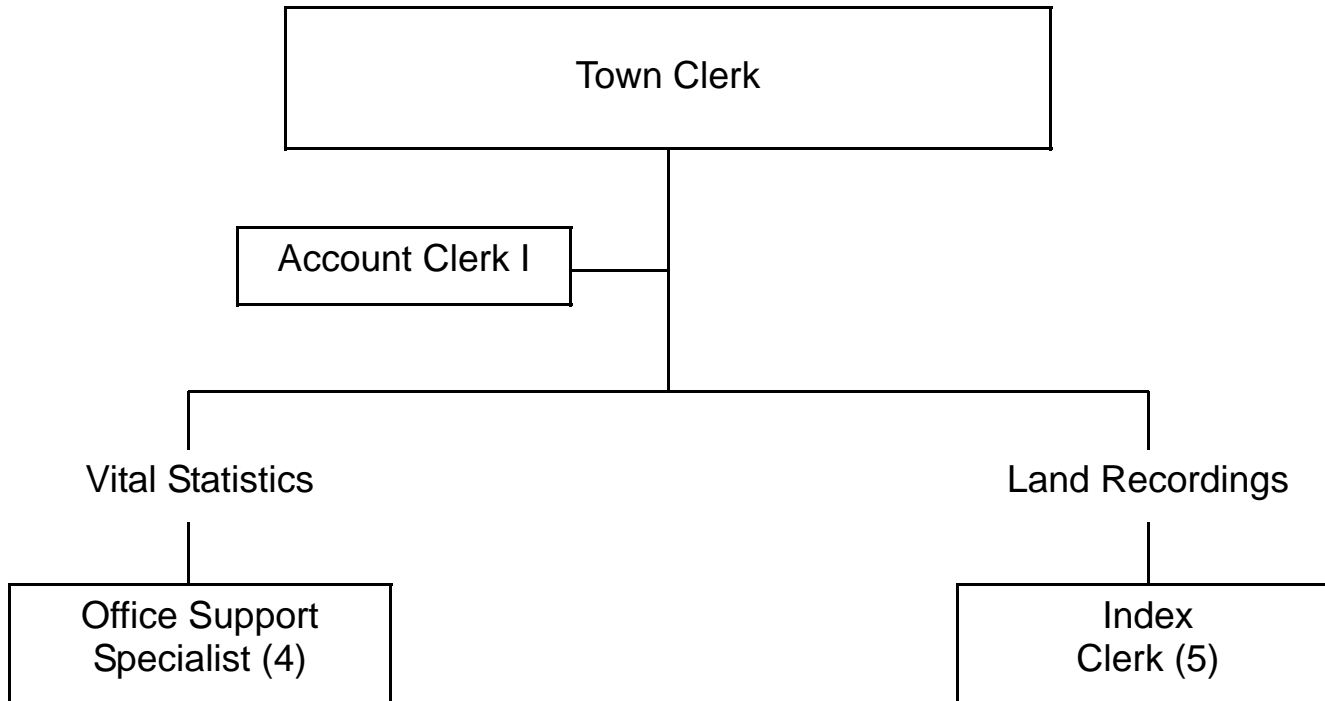 Town Clerk
Account Clerk I
Vital Statistics
Land Recordings
Office Support
Specialist (4)
Index
Clerk (5)